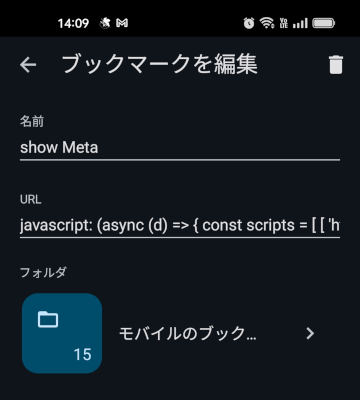 14:09
ブックマークを編集
名前
show Meta
URL
javascript: (async (d) => { const scripts = [ [ 'h
フォルダ
15
モバイルのブック…